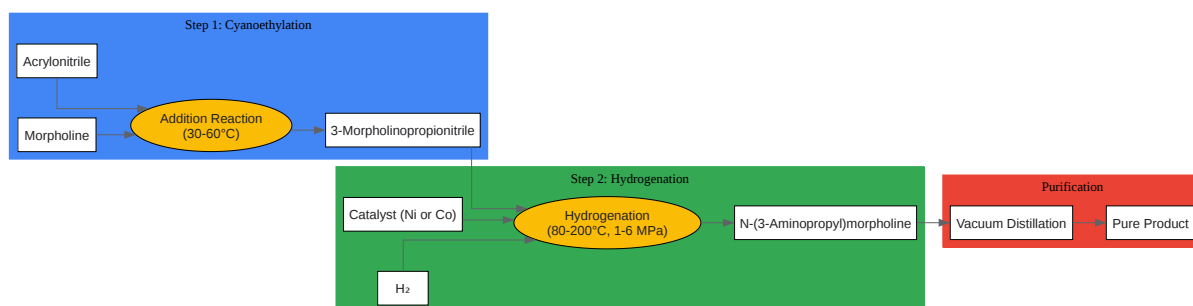 Step 1: Cyanoethylation
Acrylonitrile
Morpholine
Addition Reaction
(30-60°C)
3-Morpholinopropionitrile
Step 2: Hydrogenation
Catalyst (Ni or Co)
H₂
Hydrogenation
(80-200°C, 1-6 MPa)
N-(3-Aminopropyl)morpholine
Purification
Vacuum Distillation
Pure Product